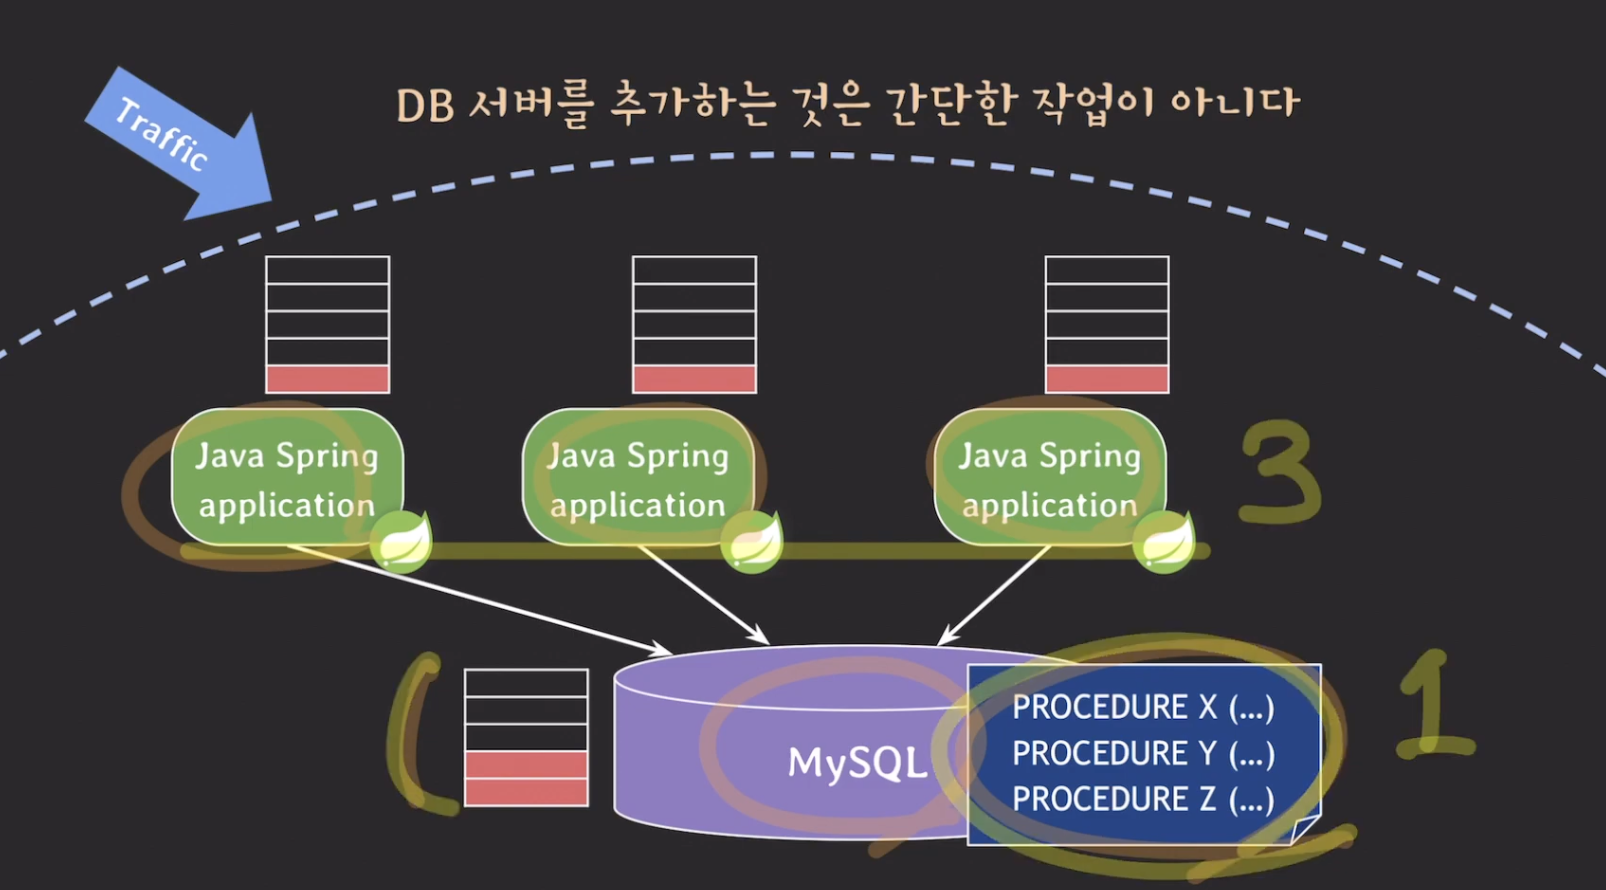 DB 서버를 추가하는 것은 간단한 작업이 아니다
Traffic
Java Spring
application
Java Spring
application
Java Spring
application
3
MySQL
PROCEDURE X (...)
PROCEDURE Y (...)
PROCEDURE Z (...)
1